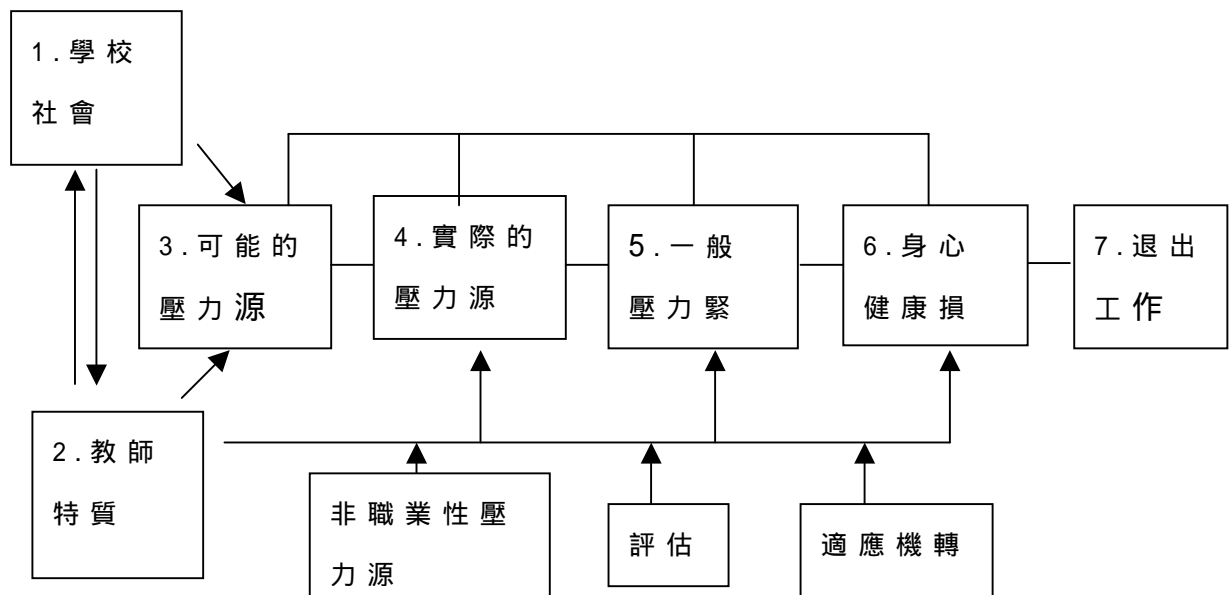 1.學校
社會
3.可能的
壓力源
4.實際的
壓力源
5.一般
壓力緊
6.身心
健康損
7.退出
工作
2.教師
特質
非職業性壓
力源
評估
適應機轉